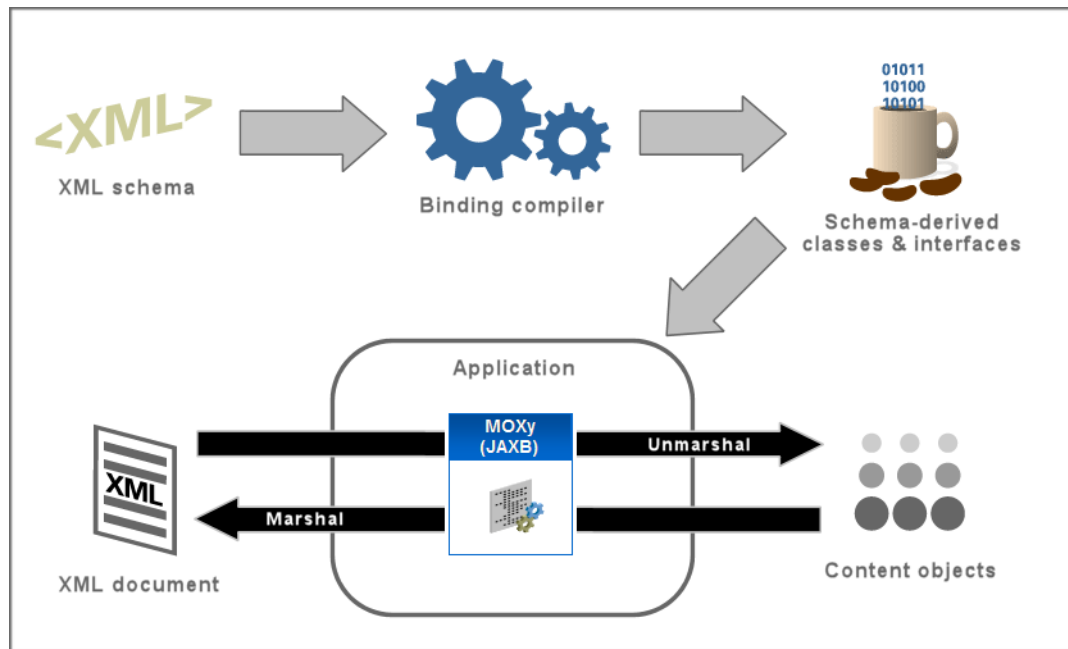 <XML>
XML schema
Binding compiler
01011
10100
10101
Schema-derived
classes & interfaces
Application
MOXy
(JAXB)
Unmarshal
XML
Marshal
XML document
Content objects